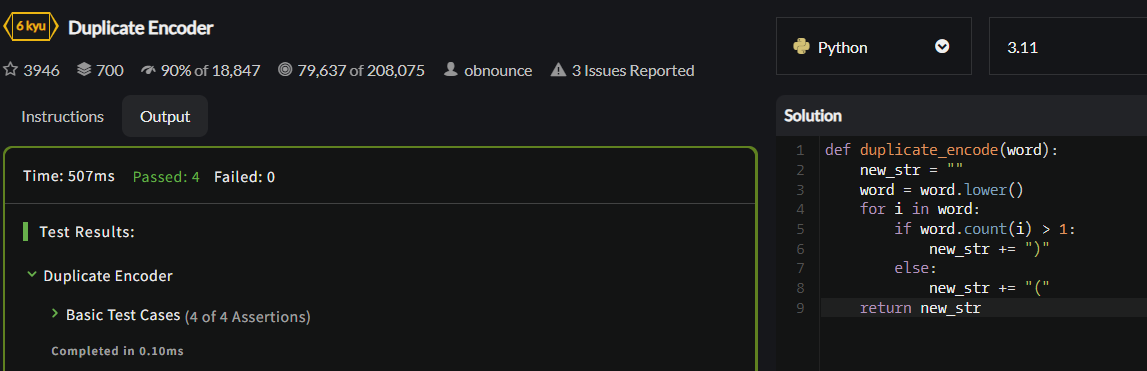 6 kyu Duplicate Encoder
3946 700 90% of 18,847 79,637 of 208,075 obnounce 3 Issues Reported
Instructions Output
Time: 507ms Passed: 4 Failed: 0
Test Results:
Duplicate Encoder
Basic Test Cases (4 of 4 Assertions)
Completed in 0.10ms
Python 3.11
Solution
1 def duplicate_encode(word):
2     new_str = ""
3     word = word.lower()
4     for i in word:
5         if word.count(i) > 1:
6             new_str += ")"
7         else:
8             new_str += "("
9     return new_str